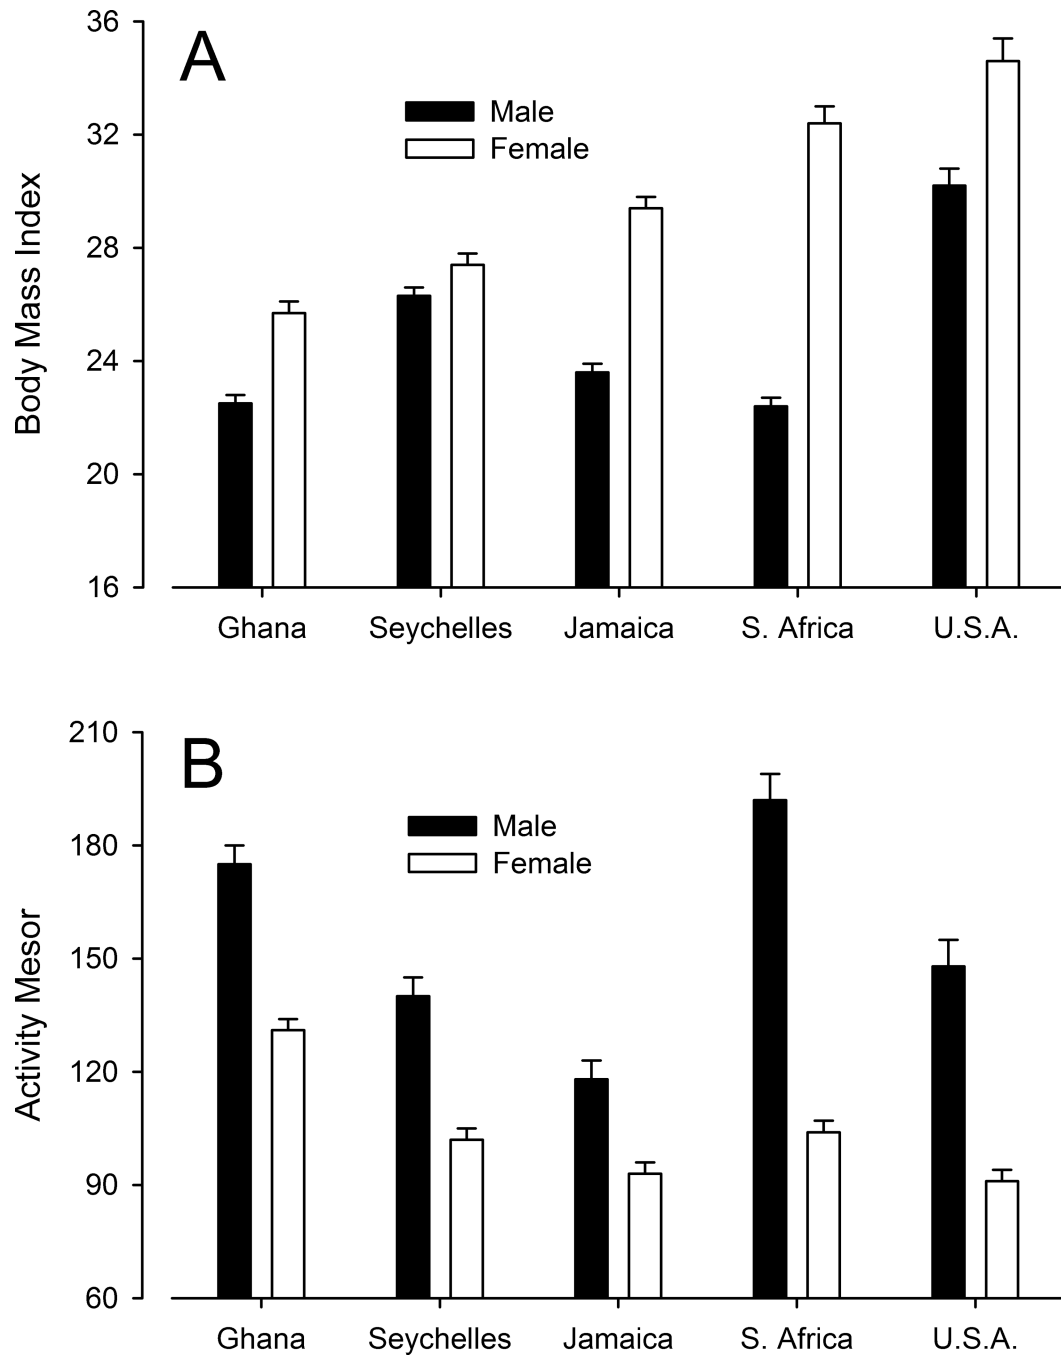 A
Male
Female
Body Mass Index
36
32
28
24
20
16
Ghana Seychelles Jamaica S. Africa U.S.A.
B
Male
Female
Activity Mesor
210
180
150
120
90
60
Ghana Seychelles Jamaica S. Africa U.S.A.